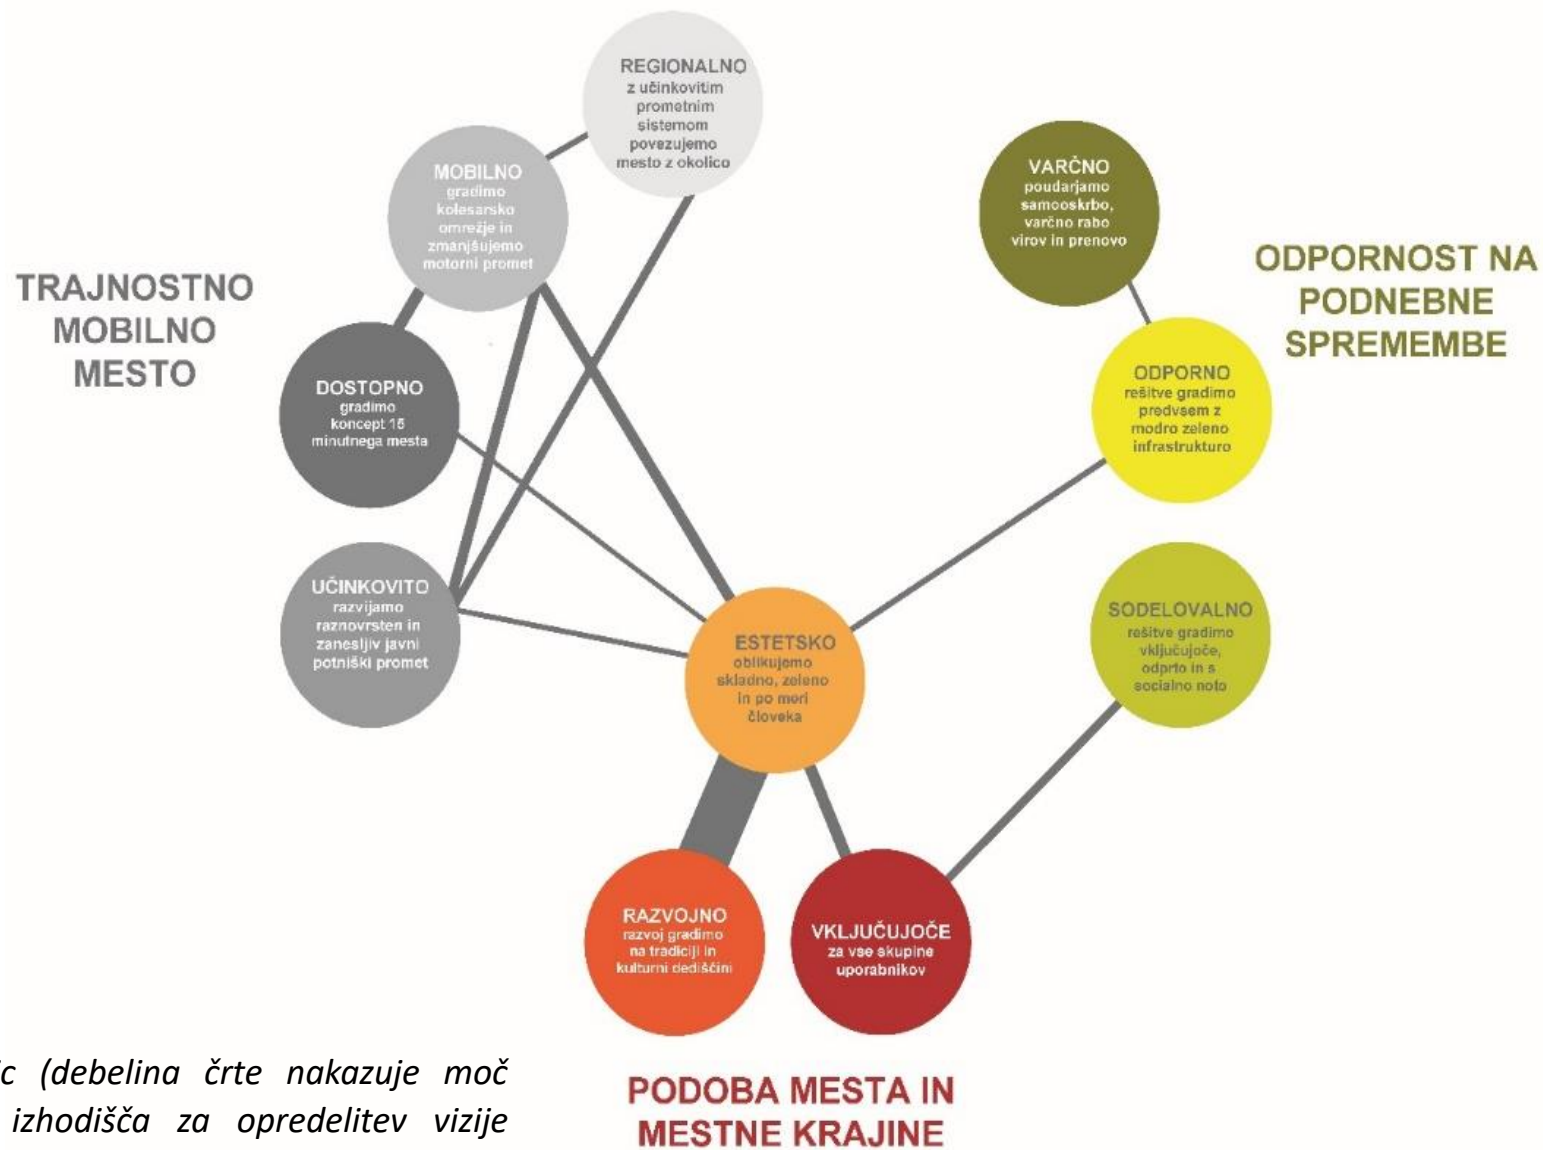 REGIONALNO
z učinkovitim
prometnim
sistemom
povezujemo
mesto z okolico
MOBILNO
gradimo
kolesarsko
omrežje in
zmanjšujemo
motorni promet
VARČNO
poudarjamo
samooskrbo,
varčno rabo
virov in prenovo
TRAJNOSTNO
MOBILNO
MESTO
ODPORNOST NA
PODNEBNE
SPREMEMBE
DOSTOPNO
gradimo
koncept 15
minutnega mesta
ODPORNO
rešitve gradimo
predvsem z
modro zeleno
infrastrukturo
UČINKOVITO
razvijamo
raznovrsten in
zanesljiv javni
potniški promet
ESTETSKO
oblikujemo
skladno, zeleno
in po meri
človeka
SODELOVALNO
rešitve gradimo
vključujoče,
odprto in s
socialno noto
RAZVOJNO
razvoj gradimo
na tradiciji in
kulturni dediščini
VKLJUČUJOČE
za vse skupine
uporabnikov
(debelina črte nakazuje moč
izhodišča za opredelitev vizije
PODOBA MESTA IN
MESTNE KRAJINE